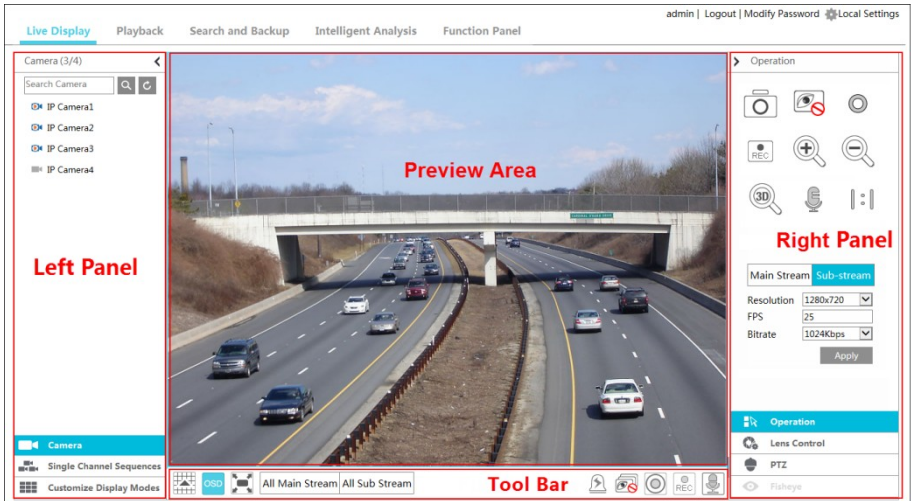 admin | Logout | Modify Password Local Settings
Live Display Playback Search and Backup Intelligent Analysis Function Panel
Camera (3/4)
Search Camera
IP Camera1
IP Camera2
IP Camera3
IP Camera4
Left Panel
Camera
Single Channel Sequences
Customize Display Modes
Preview Area
OSD All Main Stream All Sub Stream Tool Bar REC
Operation
REC
3D 1:1
Right Panel
Main Stream Sub-stream
Resolution 1280x720
FPS 25
Bitrate 1024Kbps
Apply
Operation
Lens Control
PTZ
Fisheye